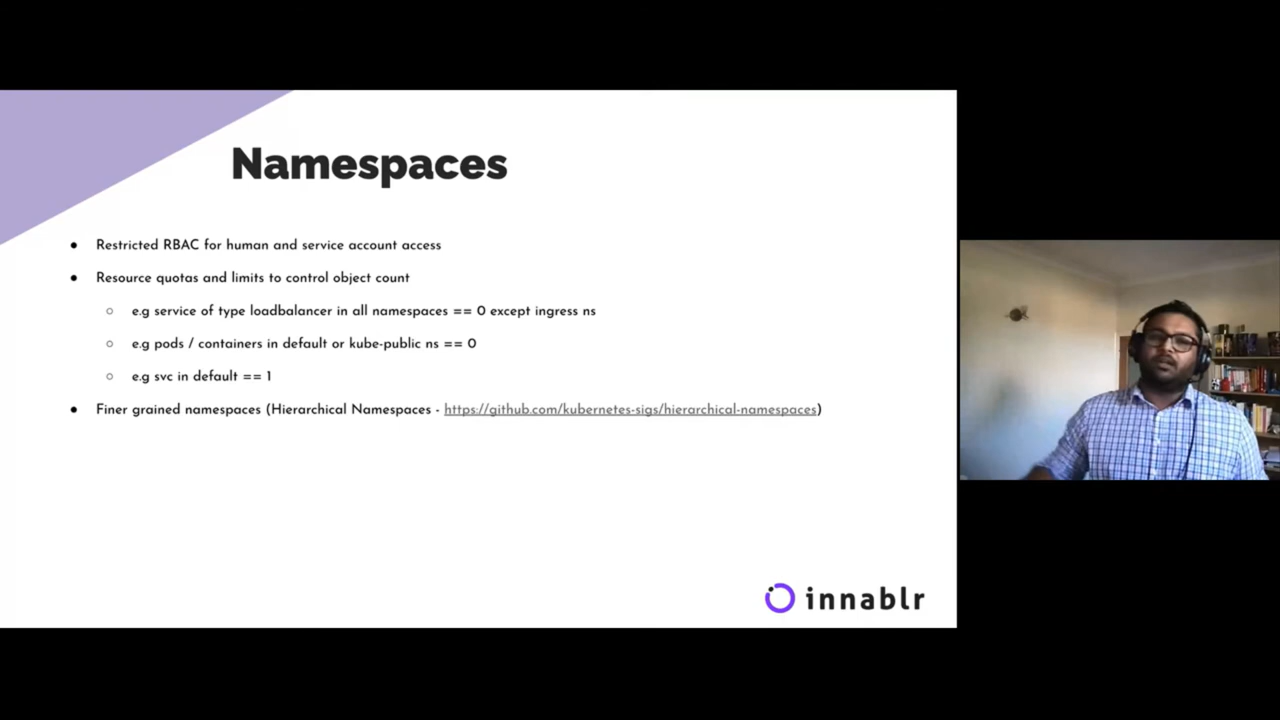 Namespaces
● Restricted RBAC for human and service account access
● Resource quotas and limits to control object count
○ e.g service of type loadbalancer in all namespaces == 0 except ingress ns
○ e.g pods / containers in default or kube-public ns == 0
○ e.g svc in default == 1
● Finer grained namespaces (Hierarchical Namespaces - https://github.com/kubernetes-sigs/hierarchical-namespaces)
innablr